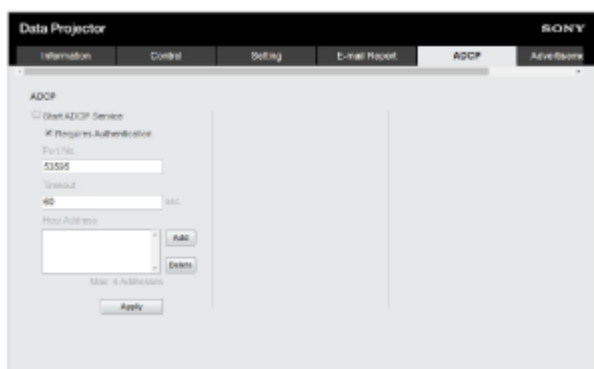 Data Projector
SONY
Information Control Setting E-mail Report ADCP Advertiseme
ADCP
Start ADCP Service
Requires Authentication
Port No.
53595
Timeout
60 sec.
Host Address
Add
Delete
Max: 4 Addresses
Apply